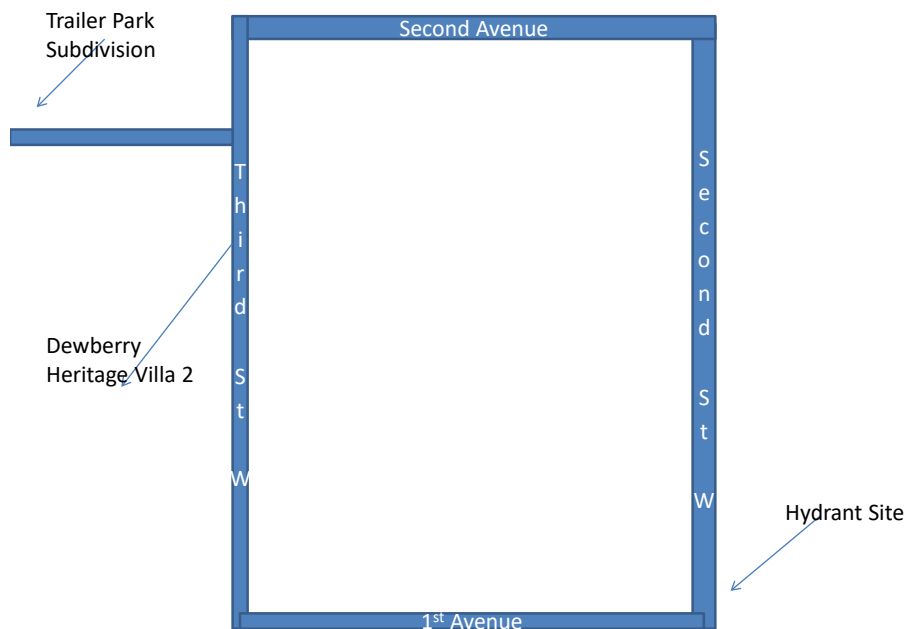 Trailer Park
Subdivision
Second Avenue
Third St W
Second St W
Dewberry
Heritage Villa 2
Hydrant Site
1st Avenue